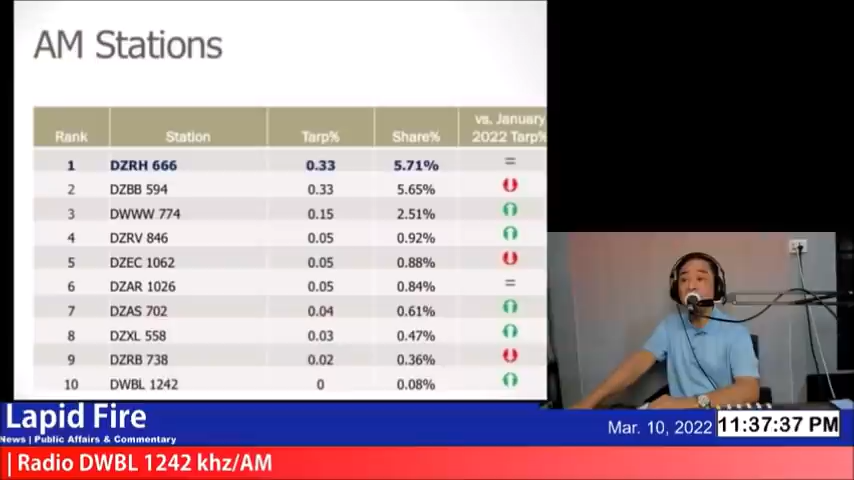 AM Stations
Rank Station Tarp% Share% vs. January 2022 Tarp%
1 DZRH 666 0.33 5.71% =
2 DZBB 594 0.33 5.65%
3 DWWW 774 0.15 2.51%
4 DZRV 846 0.05 0.92%
5 DZEC 1062 0.05 0.88%
6 DZAR 1026 0.05 0.84% =
7 DZAS 702 0.04 0.61%
8 DZXL 558 0.03 0.47%
9 DZRB 738 0.02 0.36%
10 DWBL 1242 0 0.08%
Lapid Fire
News | Public Affairs & Commentary
Mar. 10, 2022 11:37:37 PM
| Radio DWBL 1242 khz/AM